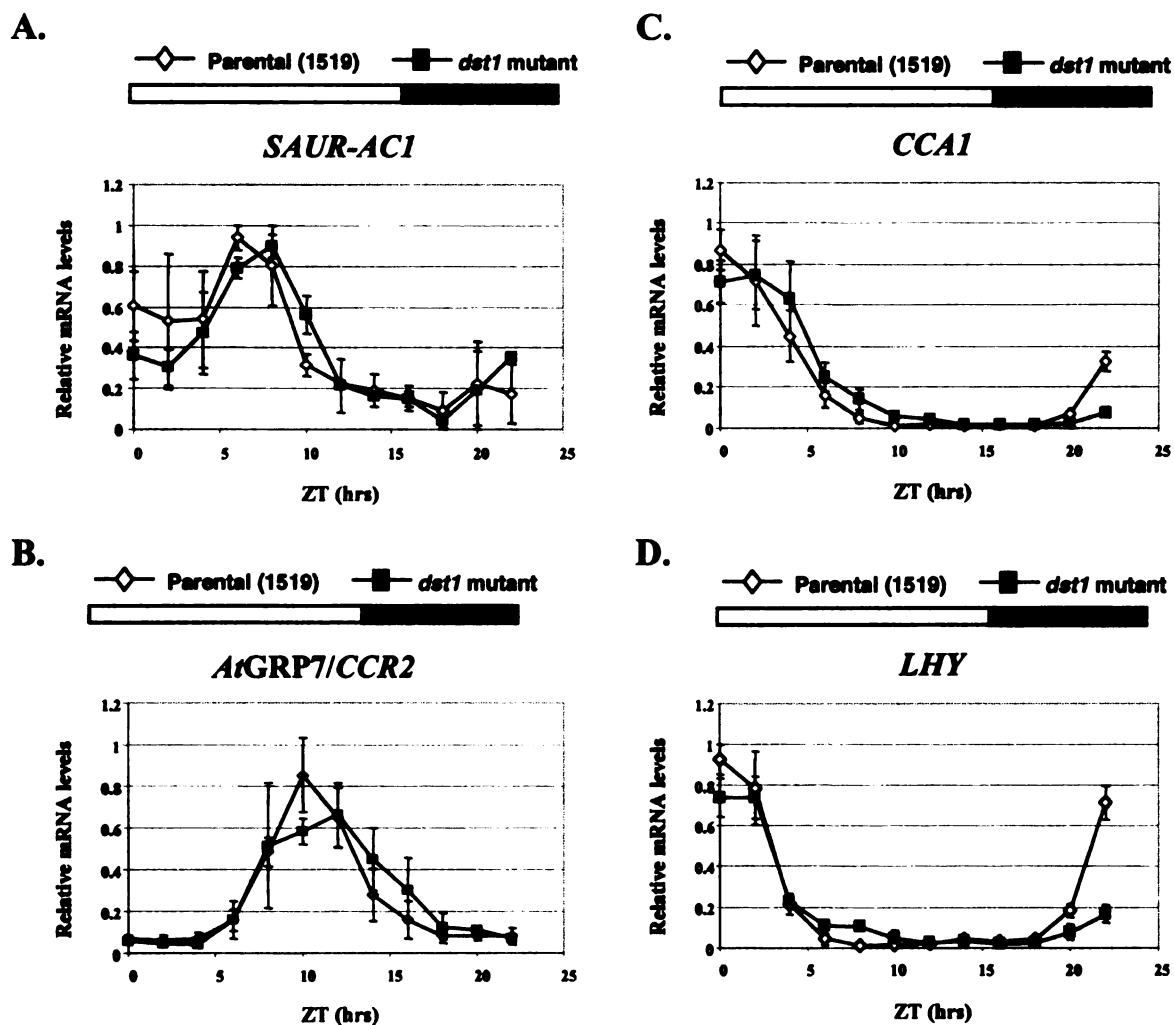 A.
Parental (1519) dst1 mutant
SAUR-AC1
Relative mRNA levels
1.2
1
0.8
0.6
0.4
0.2
0
0 5 10 15 20 25
ZT (hrs)
B.
Parental (1519) dst1 mutant
AtGRP7/CCR2
Relative mRNA levels
1.2
1
0.8
0.6
0.4
0.2
0
0 5 10 15 20 25
ZT (hrs)
C.
Parental (1519) dst1 mutant
CCA1
Relative mRNA levels
1.2
1
0.8
0.6
0.4
0.2
0
0 5 10 15 20 25
ZT (hrs)
D.
Parental (1519) dst1 mutant
LHY
Relative mRNA levels
1.2
1
0.8
0.6
0.4
0.2
0
0 5 10 15 20 25
ZT (hrs)